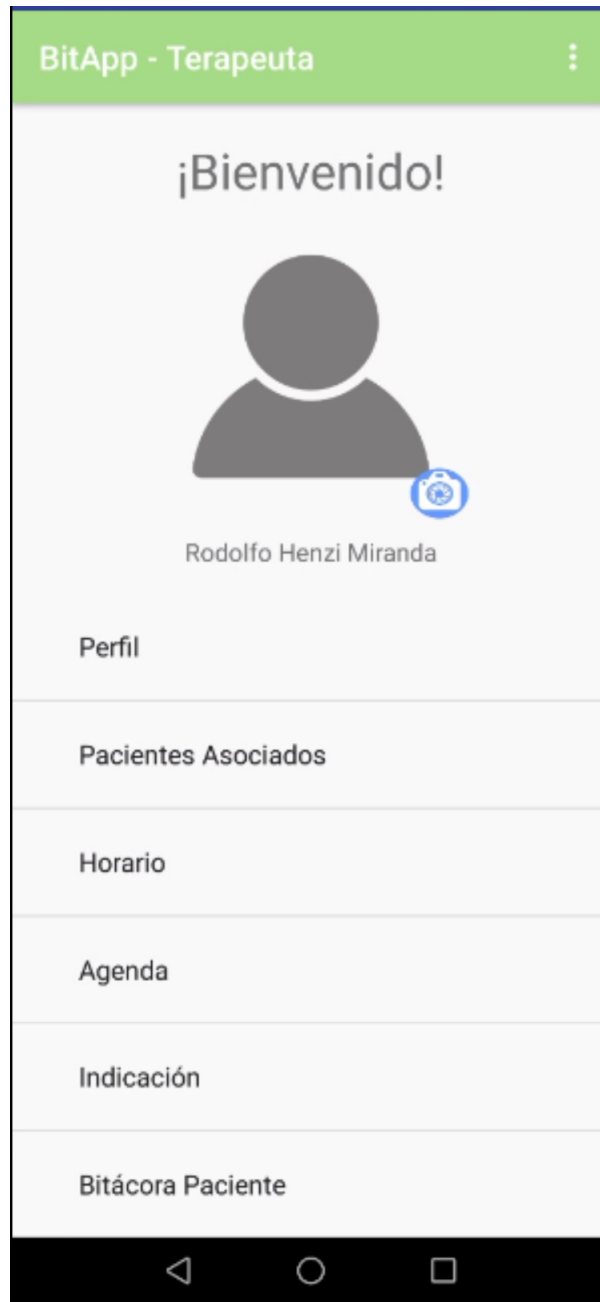 BitApp - Terapeuta
¡Bienvenido!
Rodolfo Henzi Miranda
Perfil
Pacientes Asociados
Horario
Agenda
Indicación
Bitácora Paciente